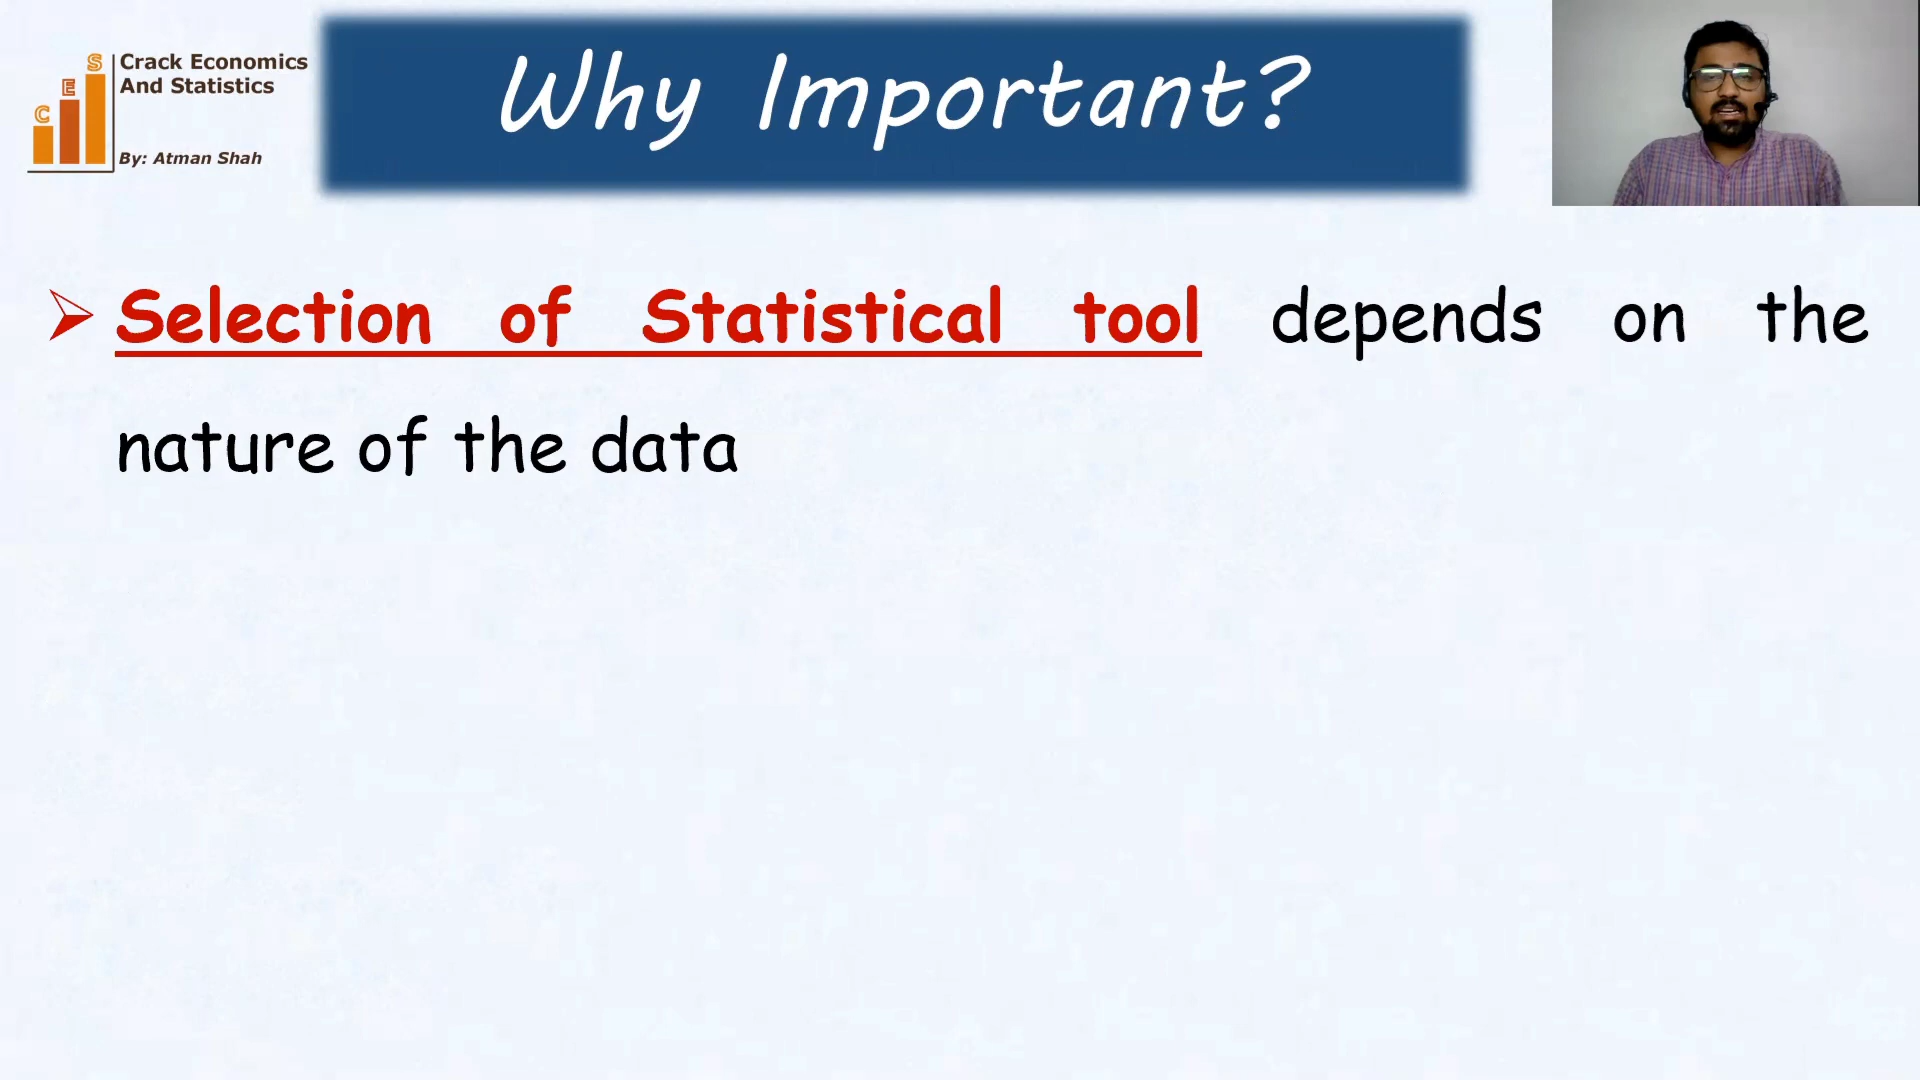 C E S
Crack Economics
And Statistics
By: Atman Shah
Why Important?
Selection of Statistical tool depends on the
nature of the data